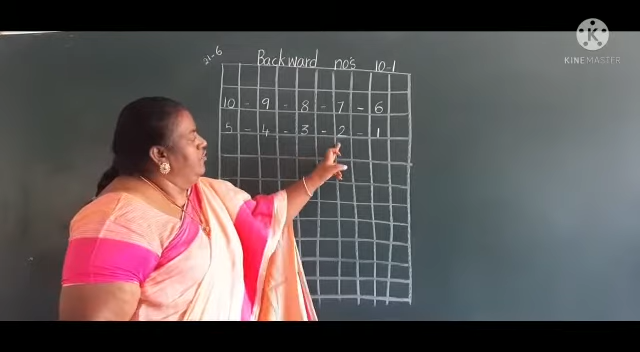 Backward no's 10-1
10 - 9 - 8 - 7 - 6
5 - 4 - 3 - 2 - 1
K
KINEMASTER